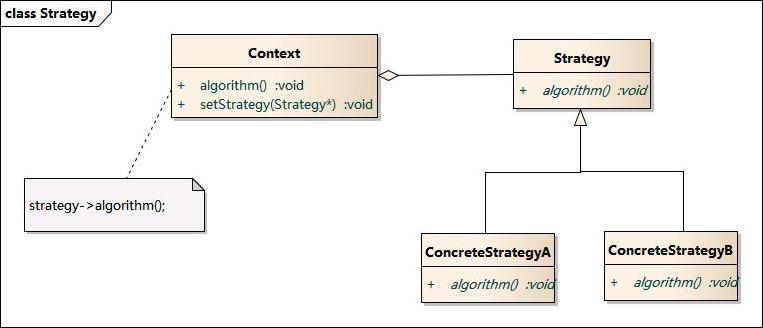 class Strategy
Context
+ algorithm() :void
+ setStrategy(Strategy*) :void
Strategy
+ algorithm() :void
strategy->algorithm();
ConcreteStrategyA
+ algorithm() :void
ConcreteStrategyB
+ algorithm() :void